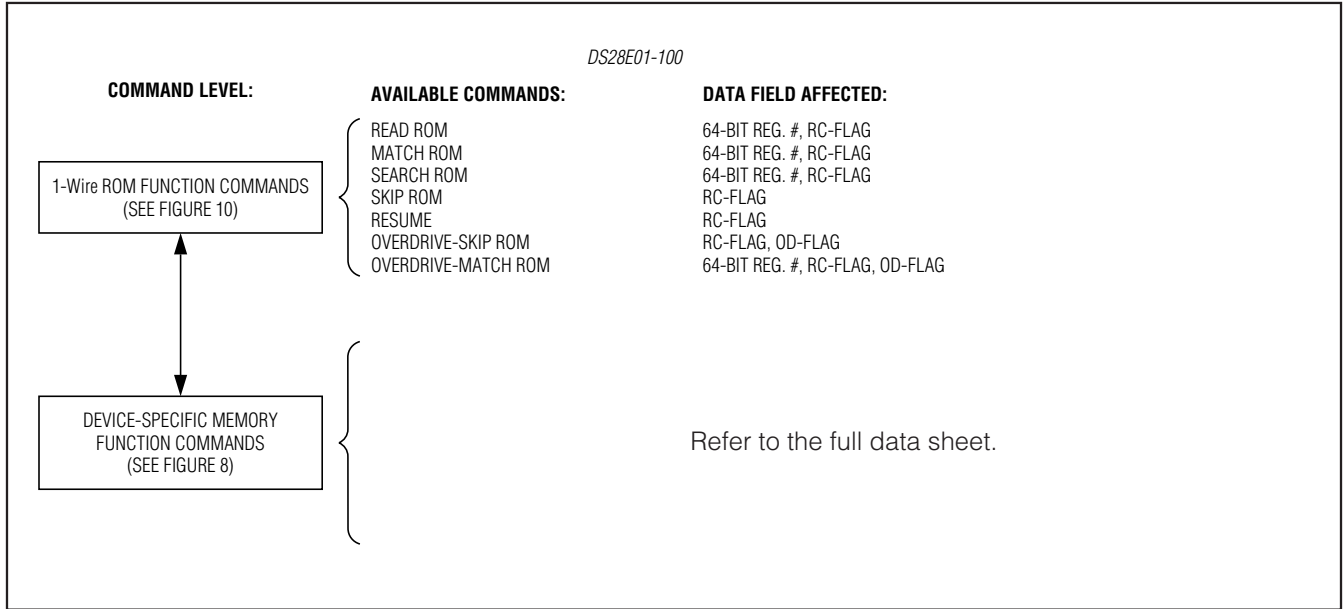 DS28E01-100
COMMAND LEVEL:
AVAILABLE COMMANDS:
DATA FIELD AFFECTED:
1-Wire ROM FUNCTION COMMANDS
(SEE FIGURE 10)
READ ROM
64-BIT REG. #, RC-FLAG
MATCH ROM
64-BIT REG. #, RC-FLAG
SEARCH ROM
64-BIT REG. #, RC-FLAG
SKIP ROM
RC-FLAG
RESUME
RC-FLAG
OVERDRIVE-SKIP ROM
RC-FLAG, OD-FLAG
OVERDRIVE-MATCH ROM
64-BIT REG. #, RC-FLAG, OD-FLAG
DEVICE-SPECIFIC MEMORY
FUNCTION COMMANDS
(SEE FIGURE 8)
Refer to the full data sheet.